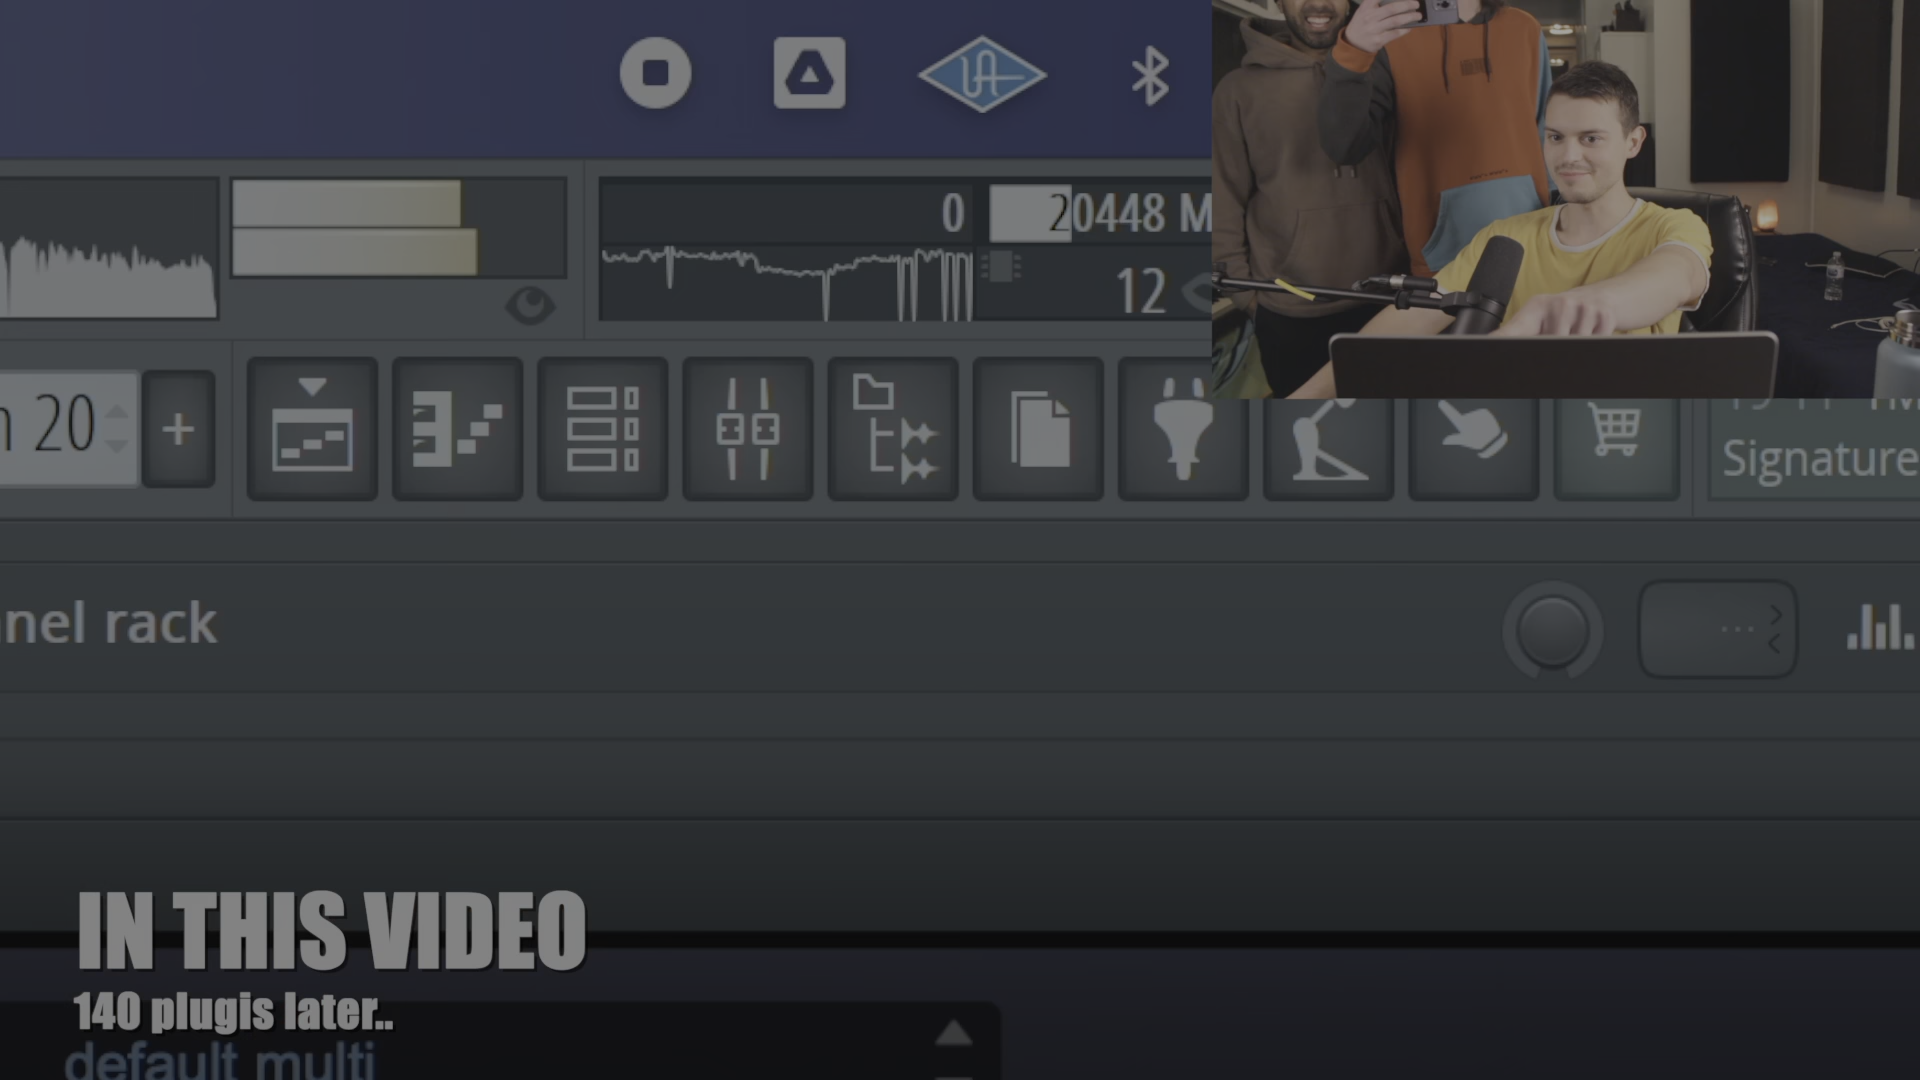 0
20448 M
12
n 20
+
Signature
nel rack
...
IN THIS VIDEO
140 plugis later..
default multi